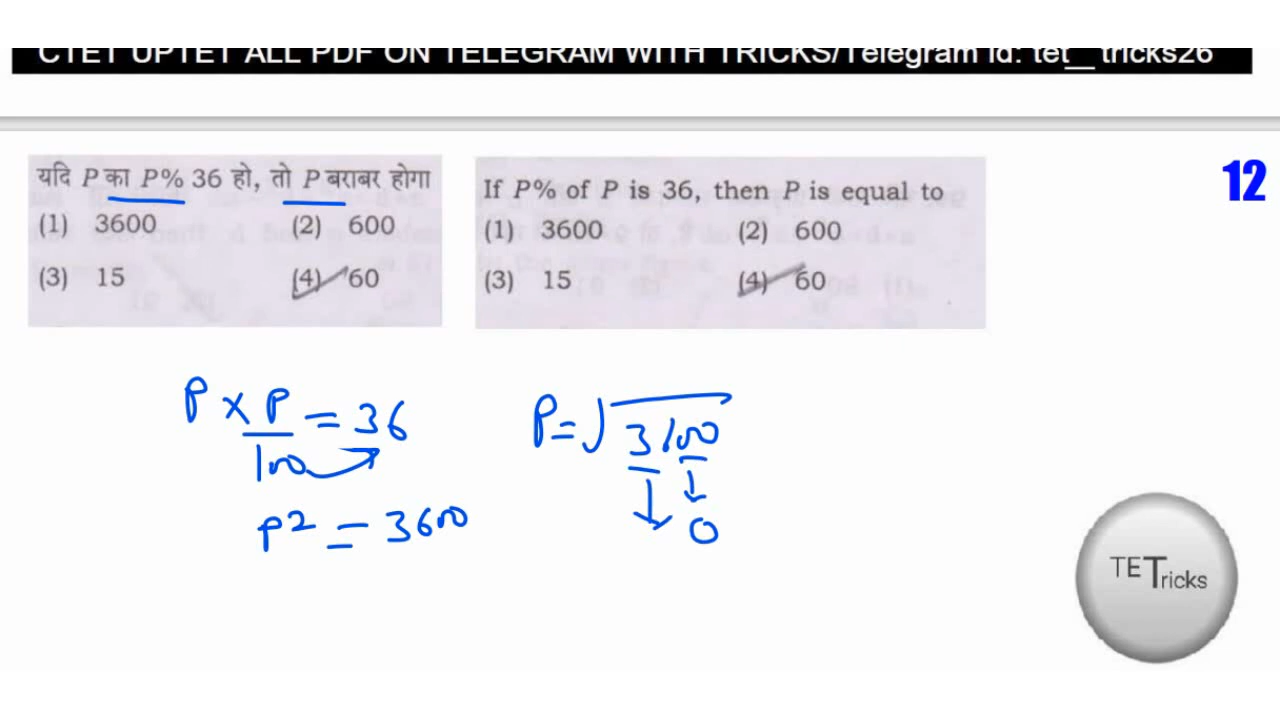 CTET UPTET ALL PDF ON TELEGRAM WITH TRICKS/Telegram id: tet__tricks26
12
यदि P का P% 36 हो, तो P बराबर होगा
(1) 3600 (2) 600
(3) 15 (4) 60
If P% of P is 36, then P is equal to
(1) 3600 (2) 600
(3) 15 (4) 60
P × P = 36
100
P2 = 3600
P = √3600
0
TETricks